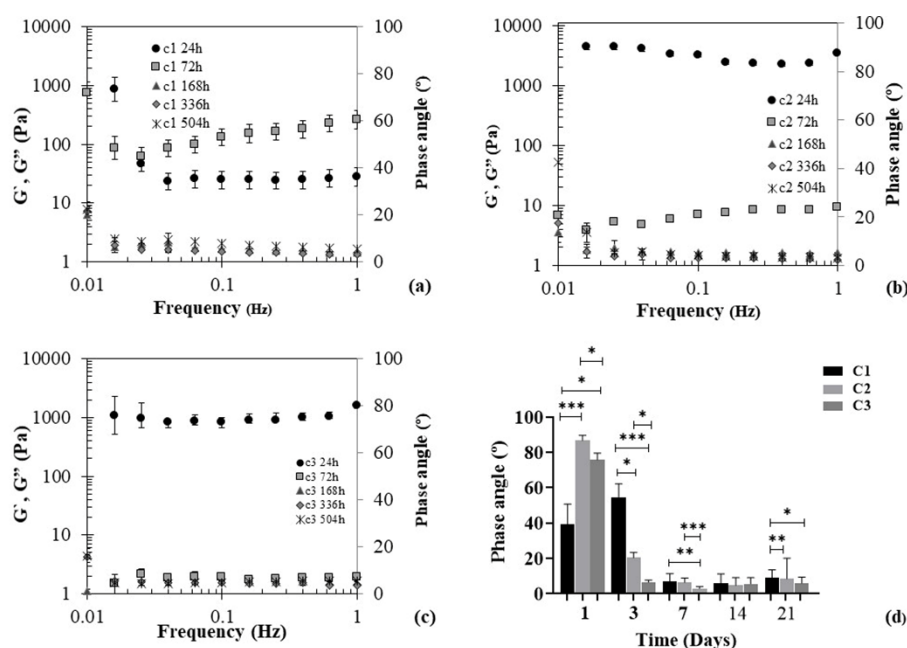 10000
1000
100
10
1
G`, G” (Pa)
100
80
60
40
20
0
Phase angle (°)
c1 24h
c1 72h
c1 168h
c1 336h
c1 504h
0.01
0.1
1
Frequency (Hz)
(a)
10000
1000
100
10
1
G`, G” (Pa)
100
80
60
40
20
0
Phase angle (°)
c2 24h
c2 72h
c2 168h
c2 336h
c2 504h
0.01
0.1
1
Frequency (Hz)
(b)
10000
1000
100
10
1
G`, G” (Pa)
100
80
60
40
20
0
Phase angle (°)
c3 24h
c3 72h
c3 168h
c3 336h
c3 504h
0.01
0.1
1
Frequency (Hz)
(c)
C1
C2
C3
*
*
***
*
***
*
***
**
*
**
100
80
60
40
20
0
Phase angle (°)
1
3
7
14
21
Time (Days)
(d)